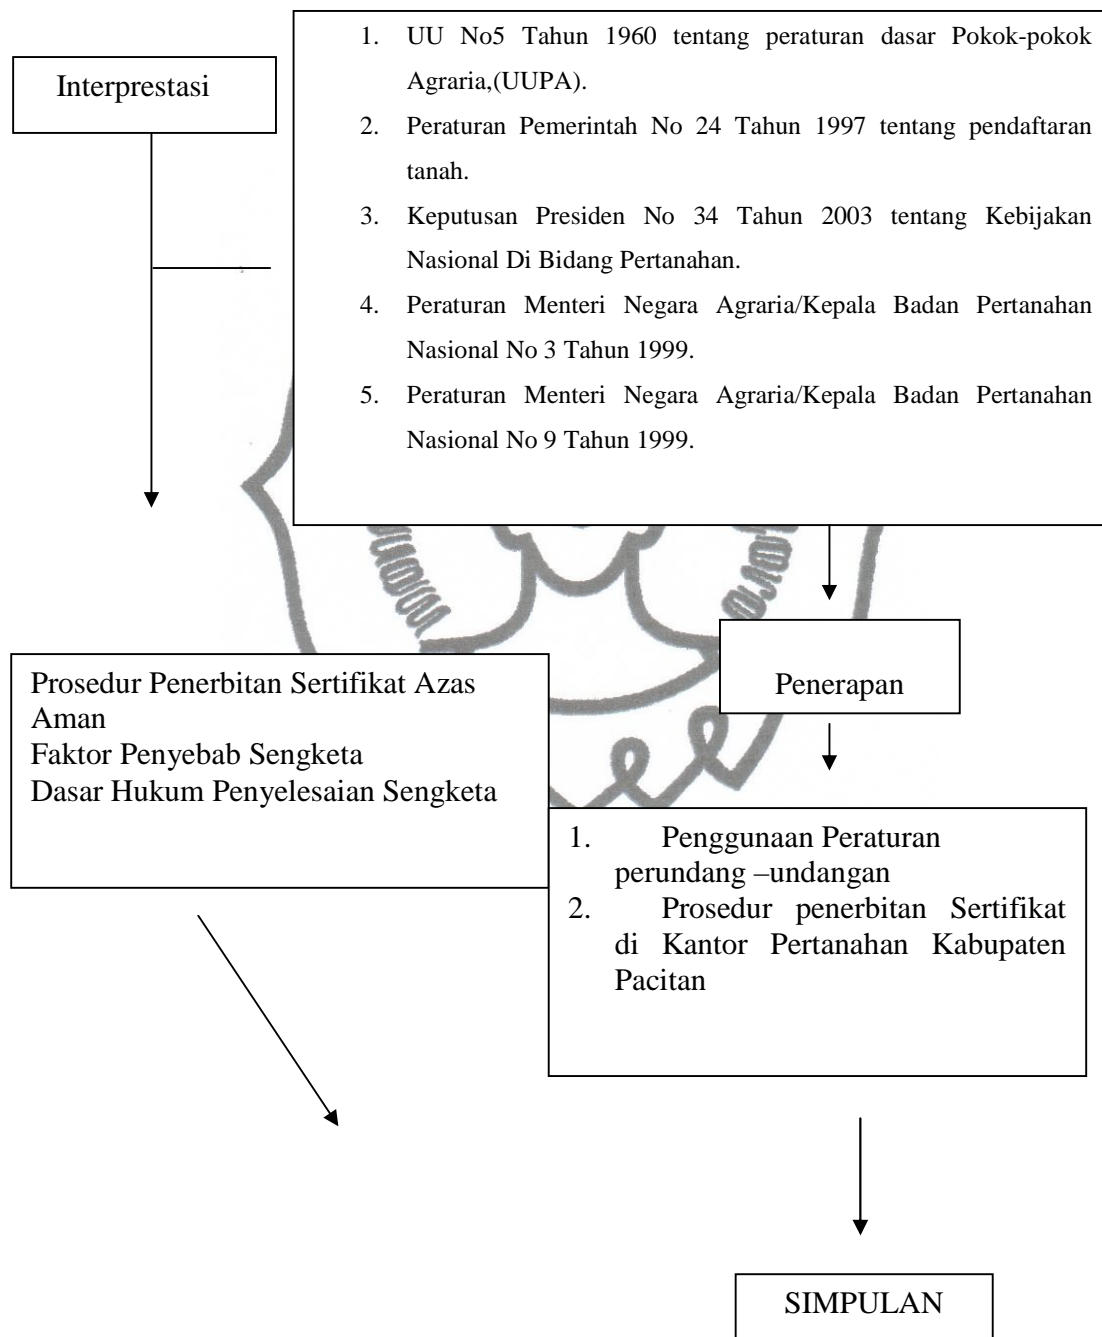 Interprestasi
1. UU No5 Tahun 1960 tentang peraturan dasar Pokok-pokok
Agraria,(UUPA).
2. Peraturan Pemerintah No 24 Tahun 1997 tentang pendaftaran
tanah.
3. Keputusan Presiden No 34 Tahun 2003 tentang Kebijakan
Nasional Di Bidang Pertanahan.
4. Peraturan Menteri Negara Agraria/Kepala Badan Pertanahan
Nasional No 3 Tahun 1999.
5. Peraturan Menteri Negara Agraria/Kepala Badan Pertanahan
Nasional No 9 Tahun 1999.
Prosedur Penerbitan Sertifikat Azas
Aman
Faktor Penyebab Sengketa
Dasar Hukum Penyelesaian Sengketa
Penerapan
1. Penggunaan Peraturan
perundang –undangan
2. Prosedur penerbitan Sertifikat
di Kantor Pertanahan Kabupaten
Pacitan
SIMPULAN